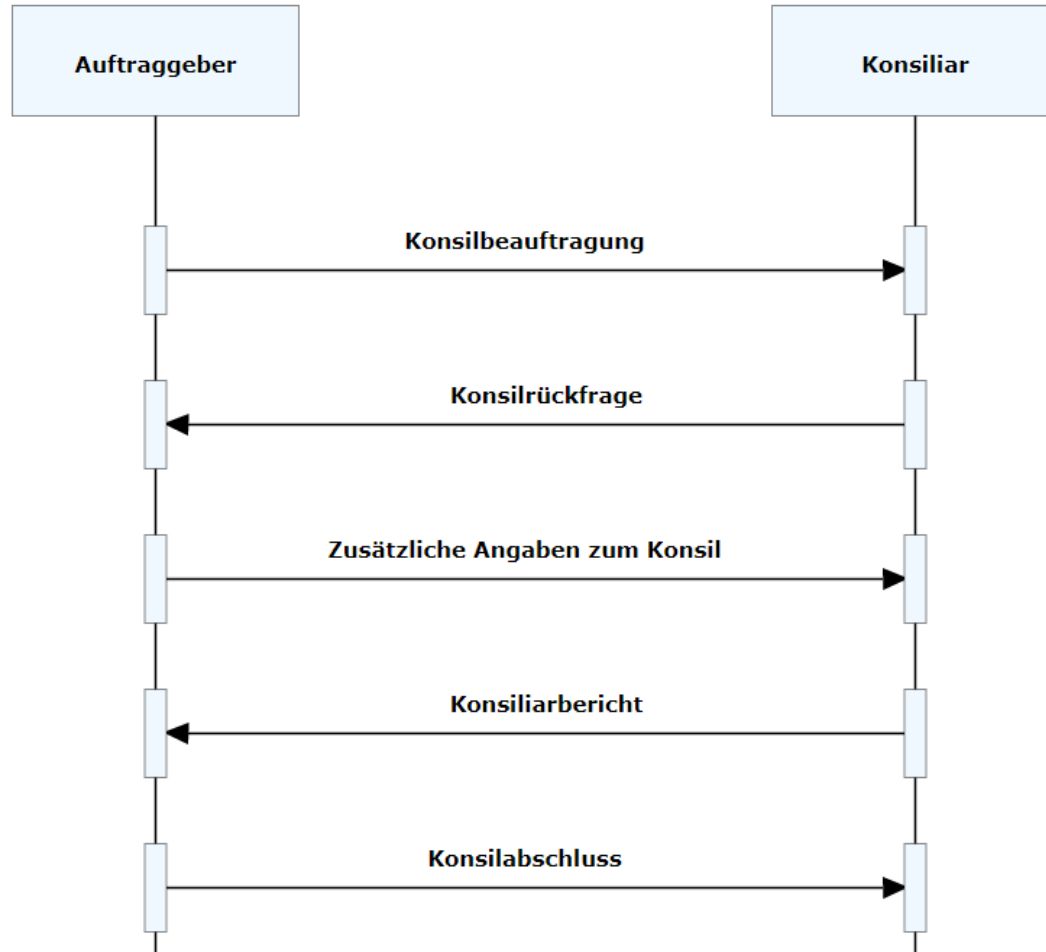 Auftraggeber
Konsiliar
Konsilbeauftragung
Konsilrückfrage
Zusätzliche Angaben zum Konsil
Konsiliarbericht
Konsilabschluss